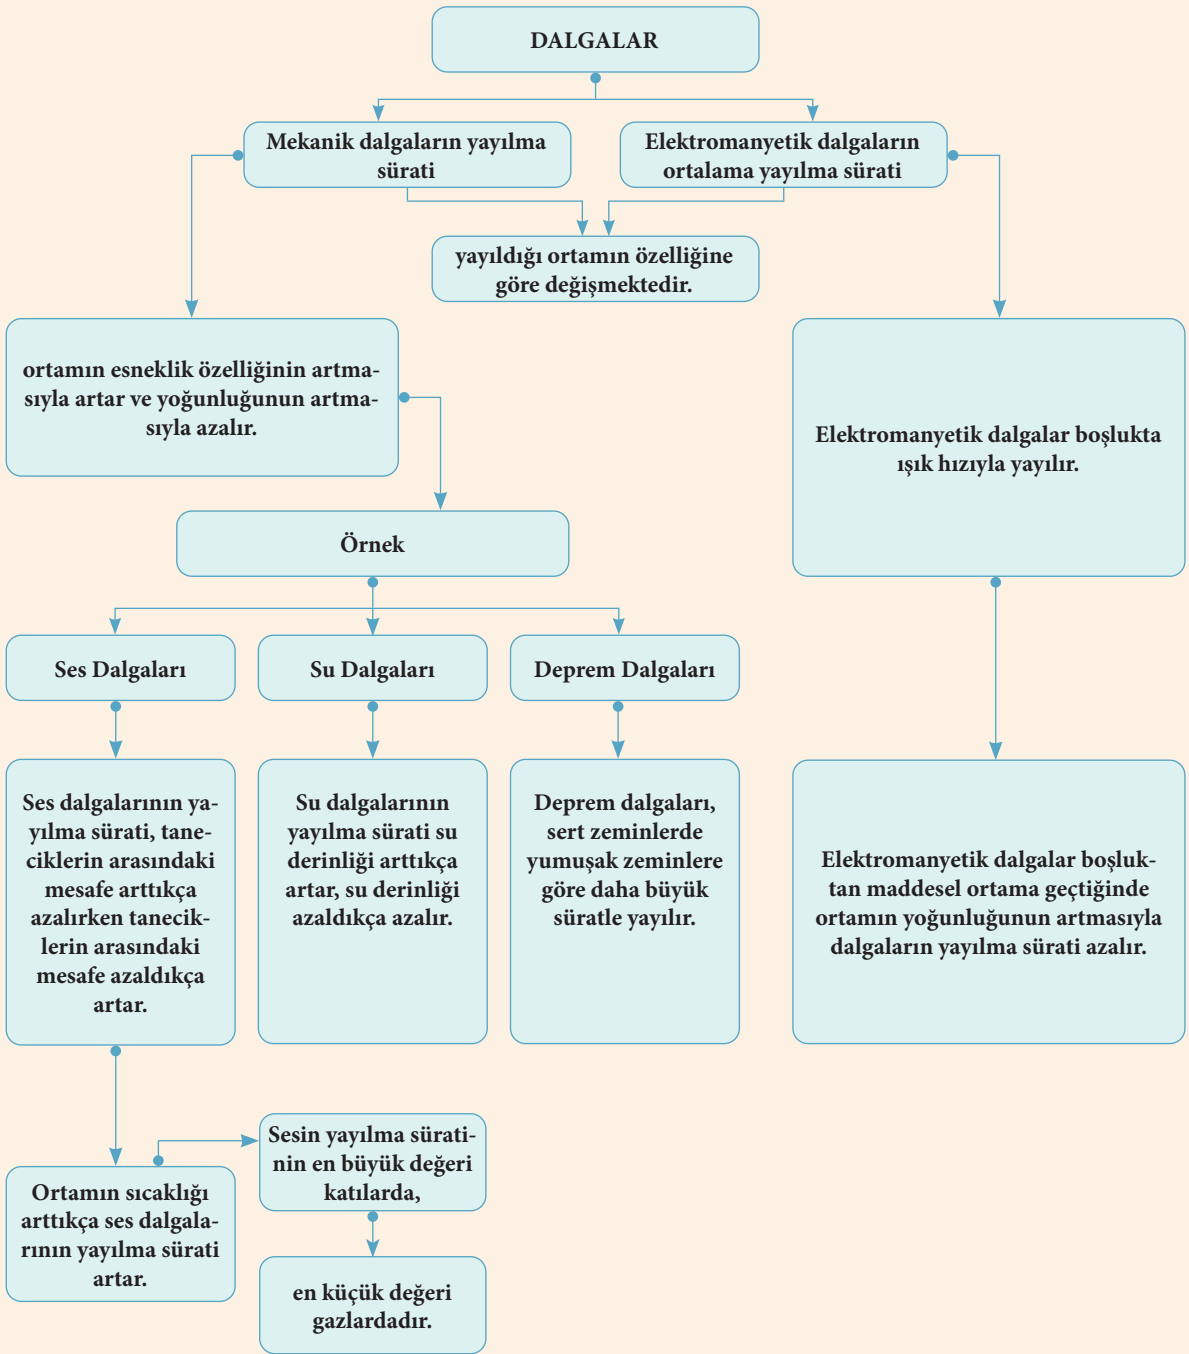 DALGALAR
Mekanik dalgaların yayılma
sürati
Elektromanyetik dalgaların
ortalama yayılma sürati
yayıldığı ortamın özelliğine
göre değişmektedir.
ortamın esneklik özelliğinin artma-
sıyla artar ve yoğunluğunun artma-
sıyla azalır.
Elektromanyetik dalgalar boşlukta
ışık hızıyla yayılır.
Örnek
Ses Dalgaları
Su Dalgaları
Deprem Dalgaları
Ses dalgalarının ya-
yılma sürati, tane-
ciklerin arasındaki
mesafe arttıkça
azalırken tanecik-
lerin arasındaki
mesafe azaldıkça
artar.
Su dalgalarının
yayılma sürati su
derinliği arttıkça
artar, su derinliği
azaldıkça azalır.
Deprem dalgaları,
sert zeminlerde
yumuşak zeminlere
göre daha büyük
süratle yayılır.
Elektromanyetik dalgalar boşluk-
tan maddesel ortama geçtiğinde
ortamın yoğunluğunun artmasıyla
dalgaların yayılma sürati azalır.
Ortamın sıcaklığı
arttıkça ses dalgala-
rının yayılma sürati
artar.
Sesin yayılma sürati-
nin en büyük değeri
katılarda,
en küçük değeri
gazlardadır.